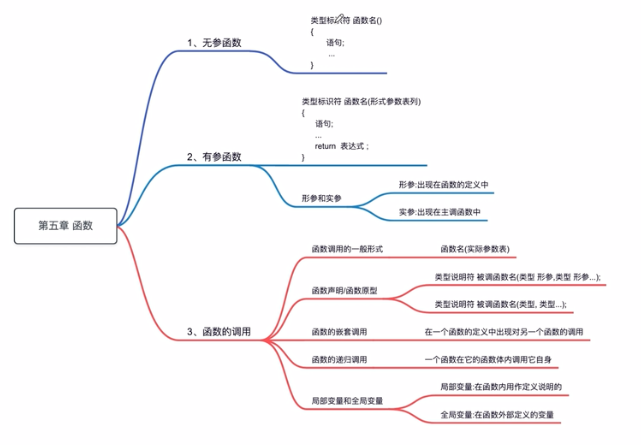 第五章 函数
1、无参函数
类型标识符 函数名()
{
语句;
...
}
2、有参函数
类型标识符 函数名(形式参数表列)
{
语句;
...
return 表达式 ;
}
形参和实参
形参:出现在函数的定义中
实参:出现在主调函数中
3、函数的调用
函数调用的一般形式
函数名(实际参数表)
函数声明/函数原型
类型说明符 被调函数名(类型 形参,类型 形参...);
类型说明符 被调函数名(类型, 类型...);
函数的嵌套调用
在一个函数的定义中出现对另一个函数的调用
函数的递归调用
一个函数在它的函数体内调用它自身
局部变量和全局变量
局部变量:在函数内用作定义说明的
全局变量:在函数外部定义的变量